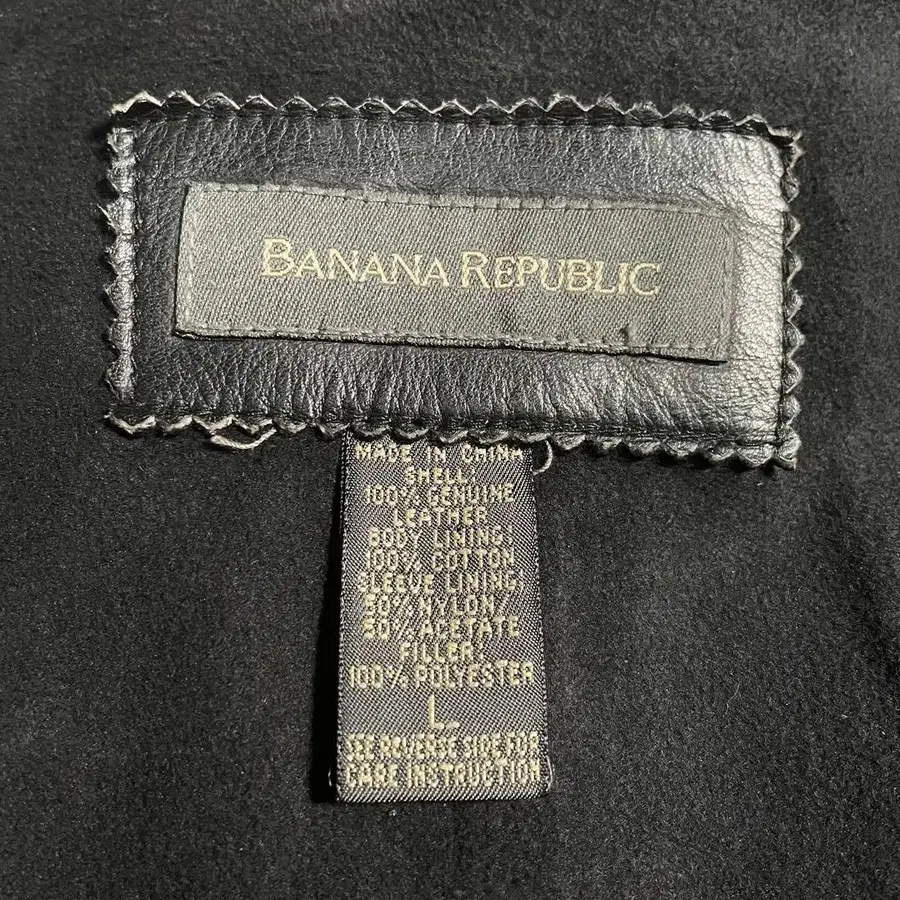 BANANA REPUBLIC
MADE IN CHINA
SHELL:
100% GENUINE
LEATHER
BODY LINING
100% COTTON
SLEEVE LINING:
50% NYLON/
50% ACETATE
FILLER:
100% POLYESTER
L
SEE REVERSE SIDE FOR
CARE INSTRUCTION